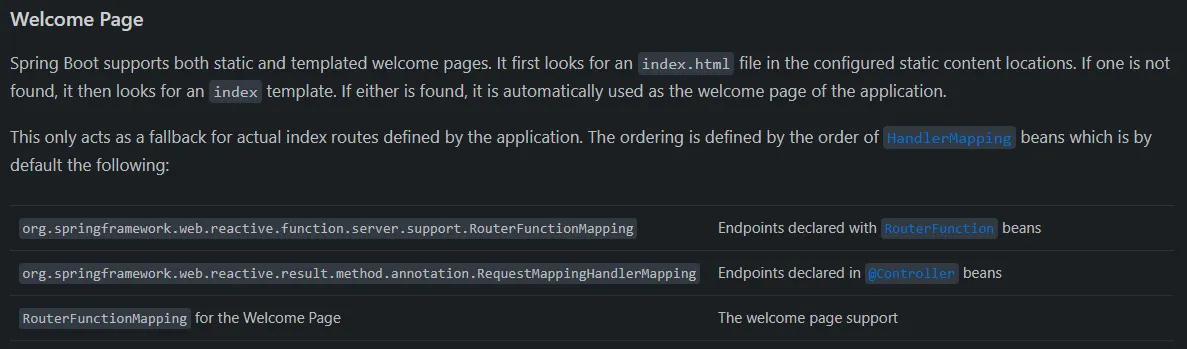 Welcome Page
Spring Boot supports both static and templated welcome pages. It first looks for an index.html file in the configured static content locations. If one is not
found, it then looks for an index template. If either is found, it is automatically used as the welcome page of the application.
This only acts as a fallback for actual index routes defined by the application. The ordering is defined by the order of HandlerMapping beans which is by
default the following:
org.springframework.web.reactive.function.server.support.RouterFunctionMapping Endpoints declared with RouterFunction beans
org.springframework.web.reactive.result.method.annotation.RequestMappingHandlerMapping Endpoints declared in @Controller beans
RouterFunctionMapping for the Welcome Page The welcome page support